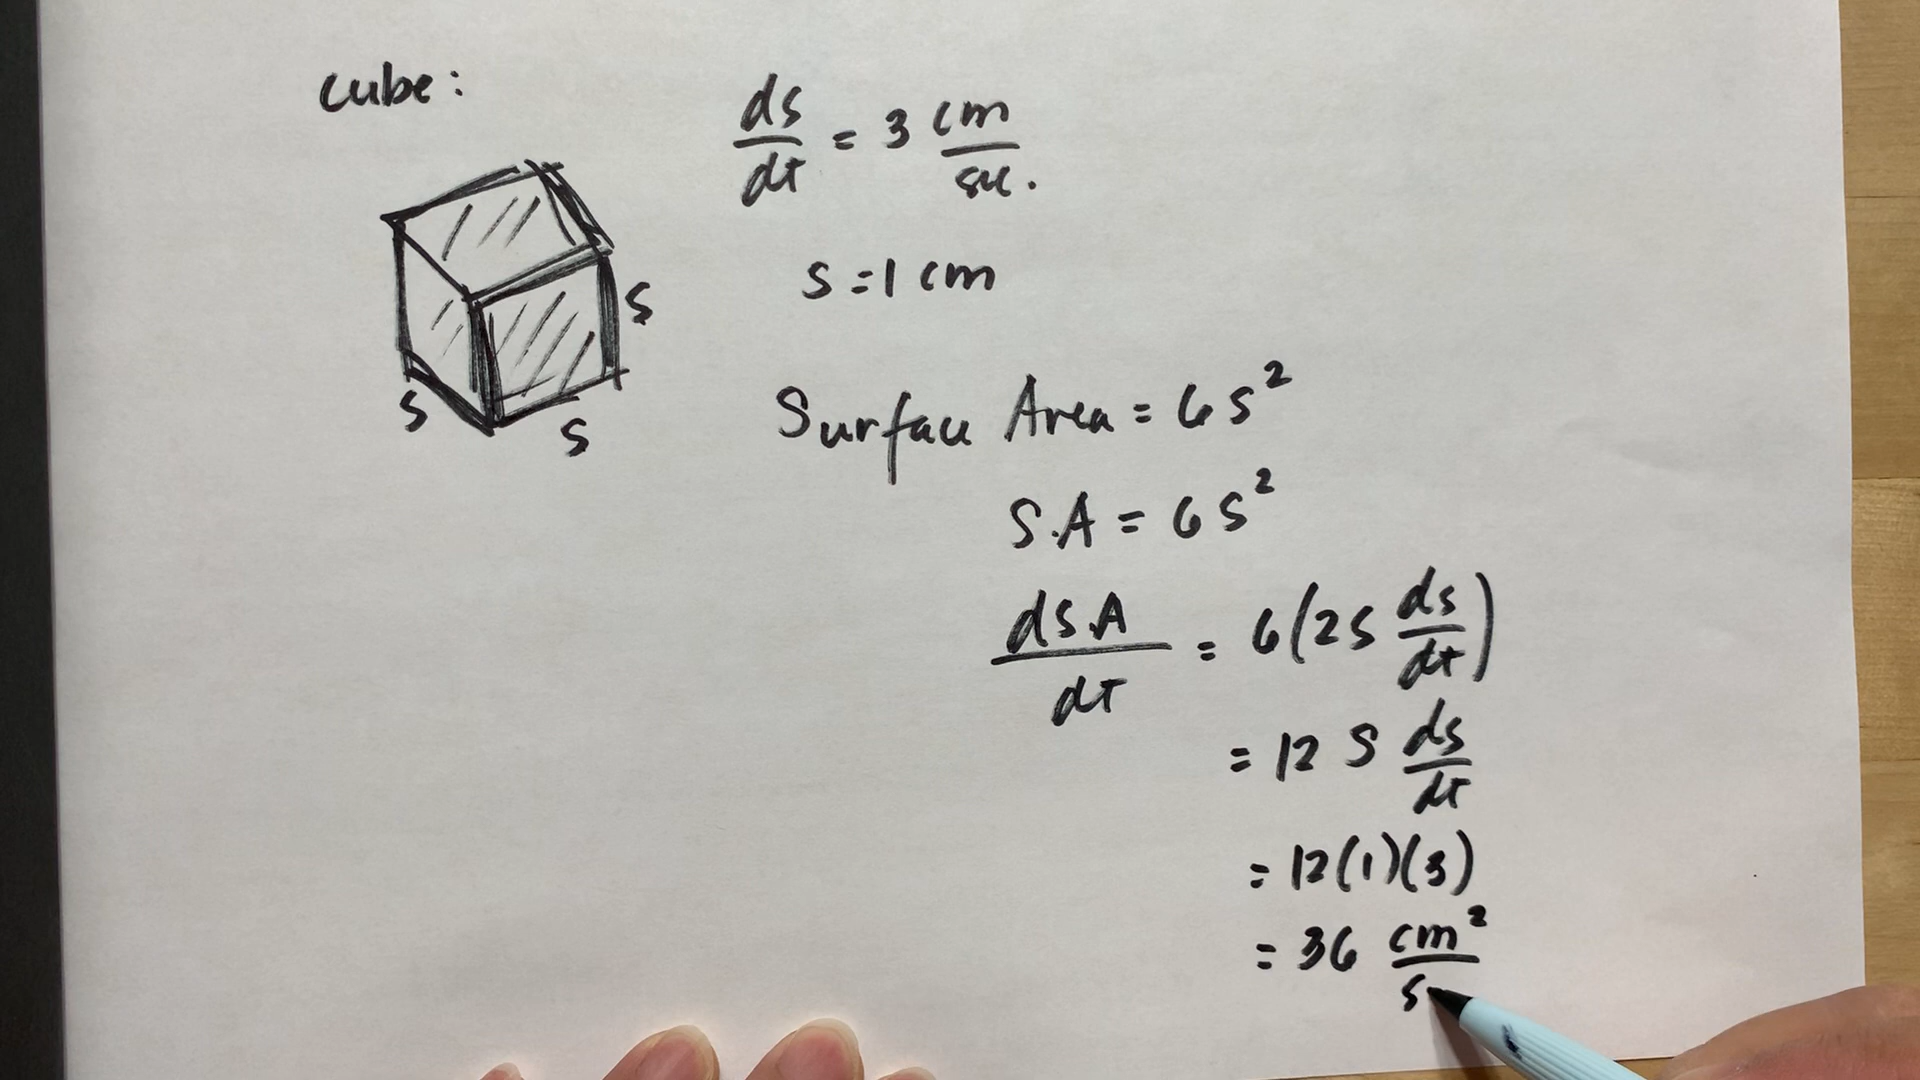 cube:
ds/dt = 3 cm/sec.
s = 1 cm
s
s
s
Surface Area = 6s²
S.A = 6s²
dS.A/dt = 6(2s ds/dt)
= 12 s ds/dt
= 12(1)(3)
= 36 cm²/s